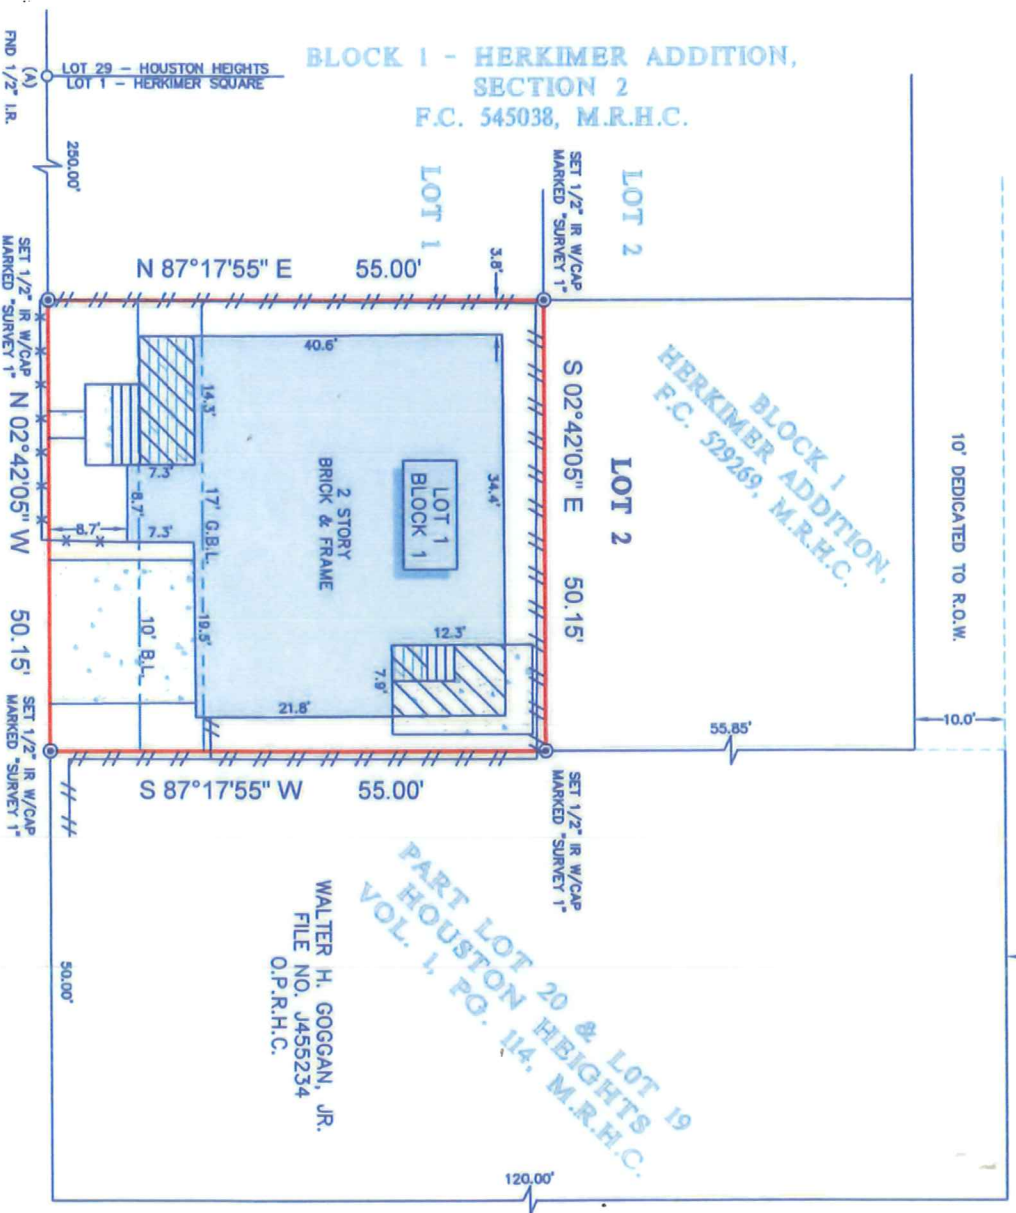 BLOCK 1 - HERKIMER ADDITION,
SECTION 2
F.C. 545038, M.R.H.C.
LOT 29 - HOUSTON HEIGHTS
LOT 1 - HERKIMER SQUARE
(A)
FND 1/2" I.R.
250.00'
LOT 1
LOT 2
SET 1/2" IR W/CAP
MARKED "SURVEY 1"
3.8'
N 87°17'55" E 55.00'
SET 1/2" IR W/CAP
MARKED "SURVEY 1"
BLOCK 1
HERKIMER ADDITION,
F.C. 529269, M.R.H.C.
10' DEDICATED TO R.O.W.
S 02°42'05" E 50.15'
LOT 2
40.6'
14.3'
34.4'
LOT 1
BLOCK 1
2 STORY
BRICK & FRAME
7.3'
8.7'
7.3'
8.7'
17' G.B.L.
19.5'
10' B.L.
N 02°42'05" W 50.15'
12.3'
7.9'
21.8'
55.85'
10.0'
SET 1/2" IR W/CAP
MARKED "SURVEY 1"
S 87°17'55" W 55.00'
SET 1/2" IR W/CAP
MARKED "SURVEY 1"
PART LOT 20 & LOT 19
HOUSTON HEIGHTS
VOL. 1, PG. 114, M.R.H.C.
WALTER H. GOGGAN, JR.
FILE NO. J455234
O.P.R.H.C.
50.00'
120.00'